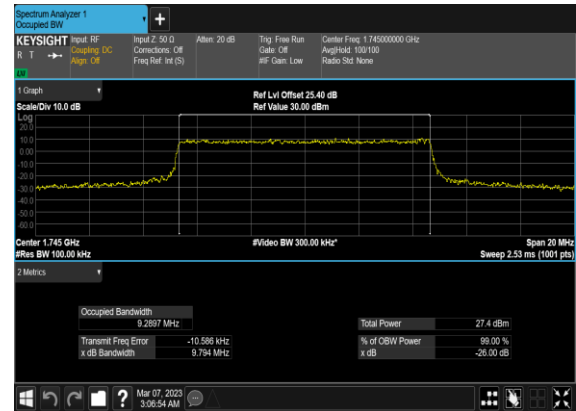 Spectrum Analyzer 1
Occupied BW
+
KEYSIGHT Input: RF Input Z: 50 Ω Atten: 20 dB Trig: Free Run Center Freq: 1.745000000 GHz
R T Coupling: DC Corrections: Off Gate: Off Avg|Hold: 100/100
Align: Off Freq Ref: Int (S) #IF Gain: Low Radio Std: None
1 Graph
Ref Lvl Offset 25.40 dB
Scale/Div 10.0 dB Ref Value 30.00 dBm
Log
20.0
10.0
0.00
-10.0
-20.0
-30.0
-40.0
-50.0
-60.0
Center 1.745 GHz #Video BW 300.00 kHz* Span 20 MHz
#Res BW 100.00 kHz Sweep 2.53 ms (1001 pts)
2 Metrics
Occupied Bandwidth
9.2897 MHz Total Power 27.4 dBm
Transmit Freq Error -10.586 kHz % of OBW Power 99.00 %
x dB Bandwidth 9.794 MHz x dB -26.00 dB
? Mar 07, 2023
3:06:54 AM